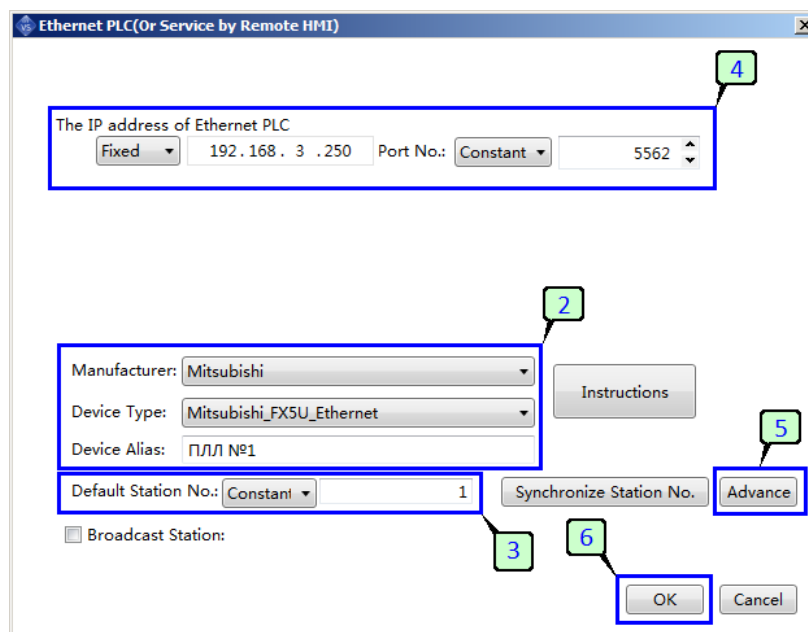 Ethernet PLC(Or Service by Remote HMI)
4
The IP address of Ethernet PLC
Fixed 192.168. 3 .250 Port No.: Constant 5562
2
Manufacturer: Mitsubishi
Instructions
Device Type: Mitsubishi_FX5U_Ethernet
5
Device Alias: ПЛЛ №1
Default Station No.: Constant 1 Synchronize Station No. Advance
Broadcast Station:
3
6
OK Cancel